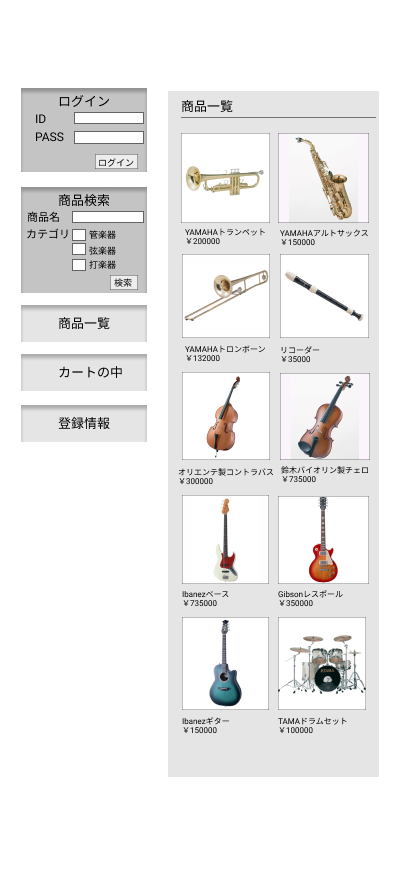 ログイン
ID
PASS
ログイン
商品検索
商品名
カテゴリ
管楽器
弦楽器
打楽器
検索
商品一覧
カートの中
登録情報
商品一覧
YAMAHAトランペット
￥200000
YAMAHAアルトサックス
￥150000
YAMAHAトロンボーン
￥132000
リコーダー
￥35000
オリエンテ製コントラバス
￥300000
鈴木バイオリン製チェロ
￥735000
Ibanezベース
￥735000
Gibsonレスポール
￥350000
Ibanezギター
￥150000
TAMAドラムセット
￥100000
TAMA